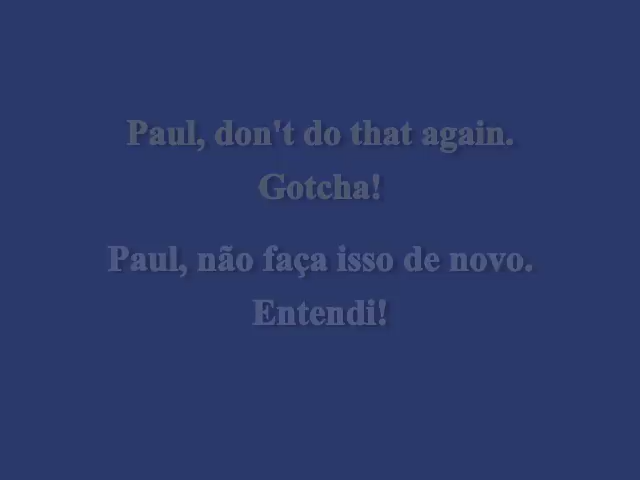 Paul, don't do that again.
Gotcha!
Paul, não faça isso de novo.
Entendi!